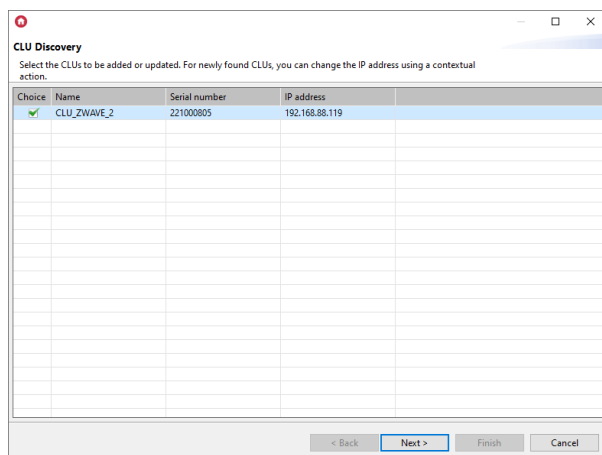 CLU Discovery
Select the CLUs to be added or updated. For newly found CLUs, you can change the IP address using a contextual
action.
Choice Name Serial number IP address
CLU_ZWAVE_2 221000805 192.168.88.119
< Back Next > Finish Cancel